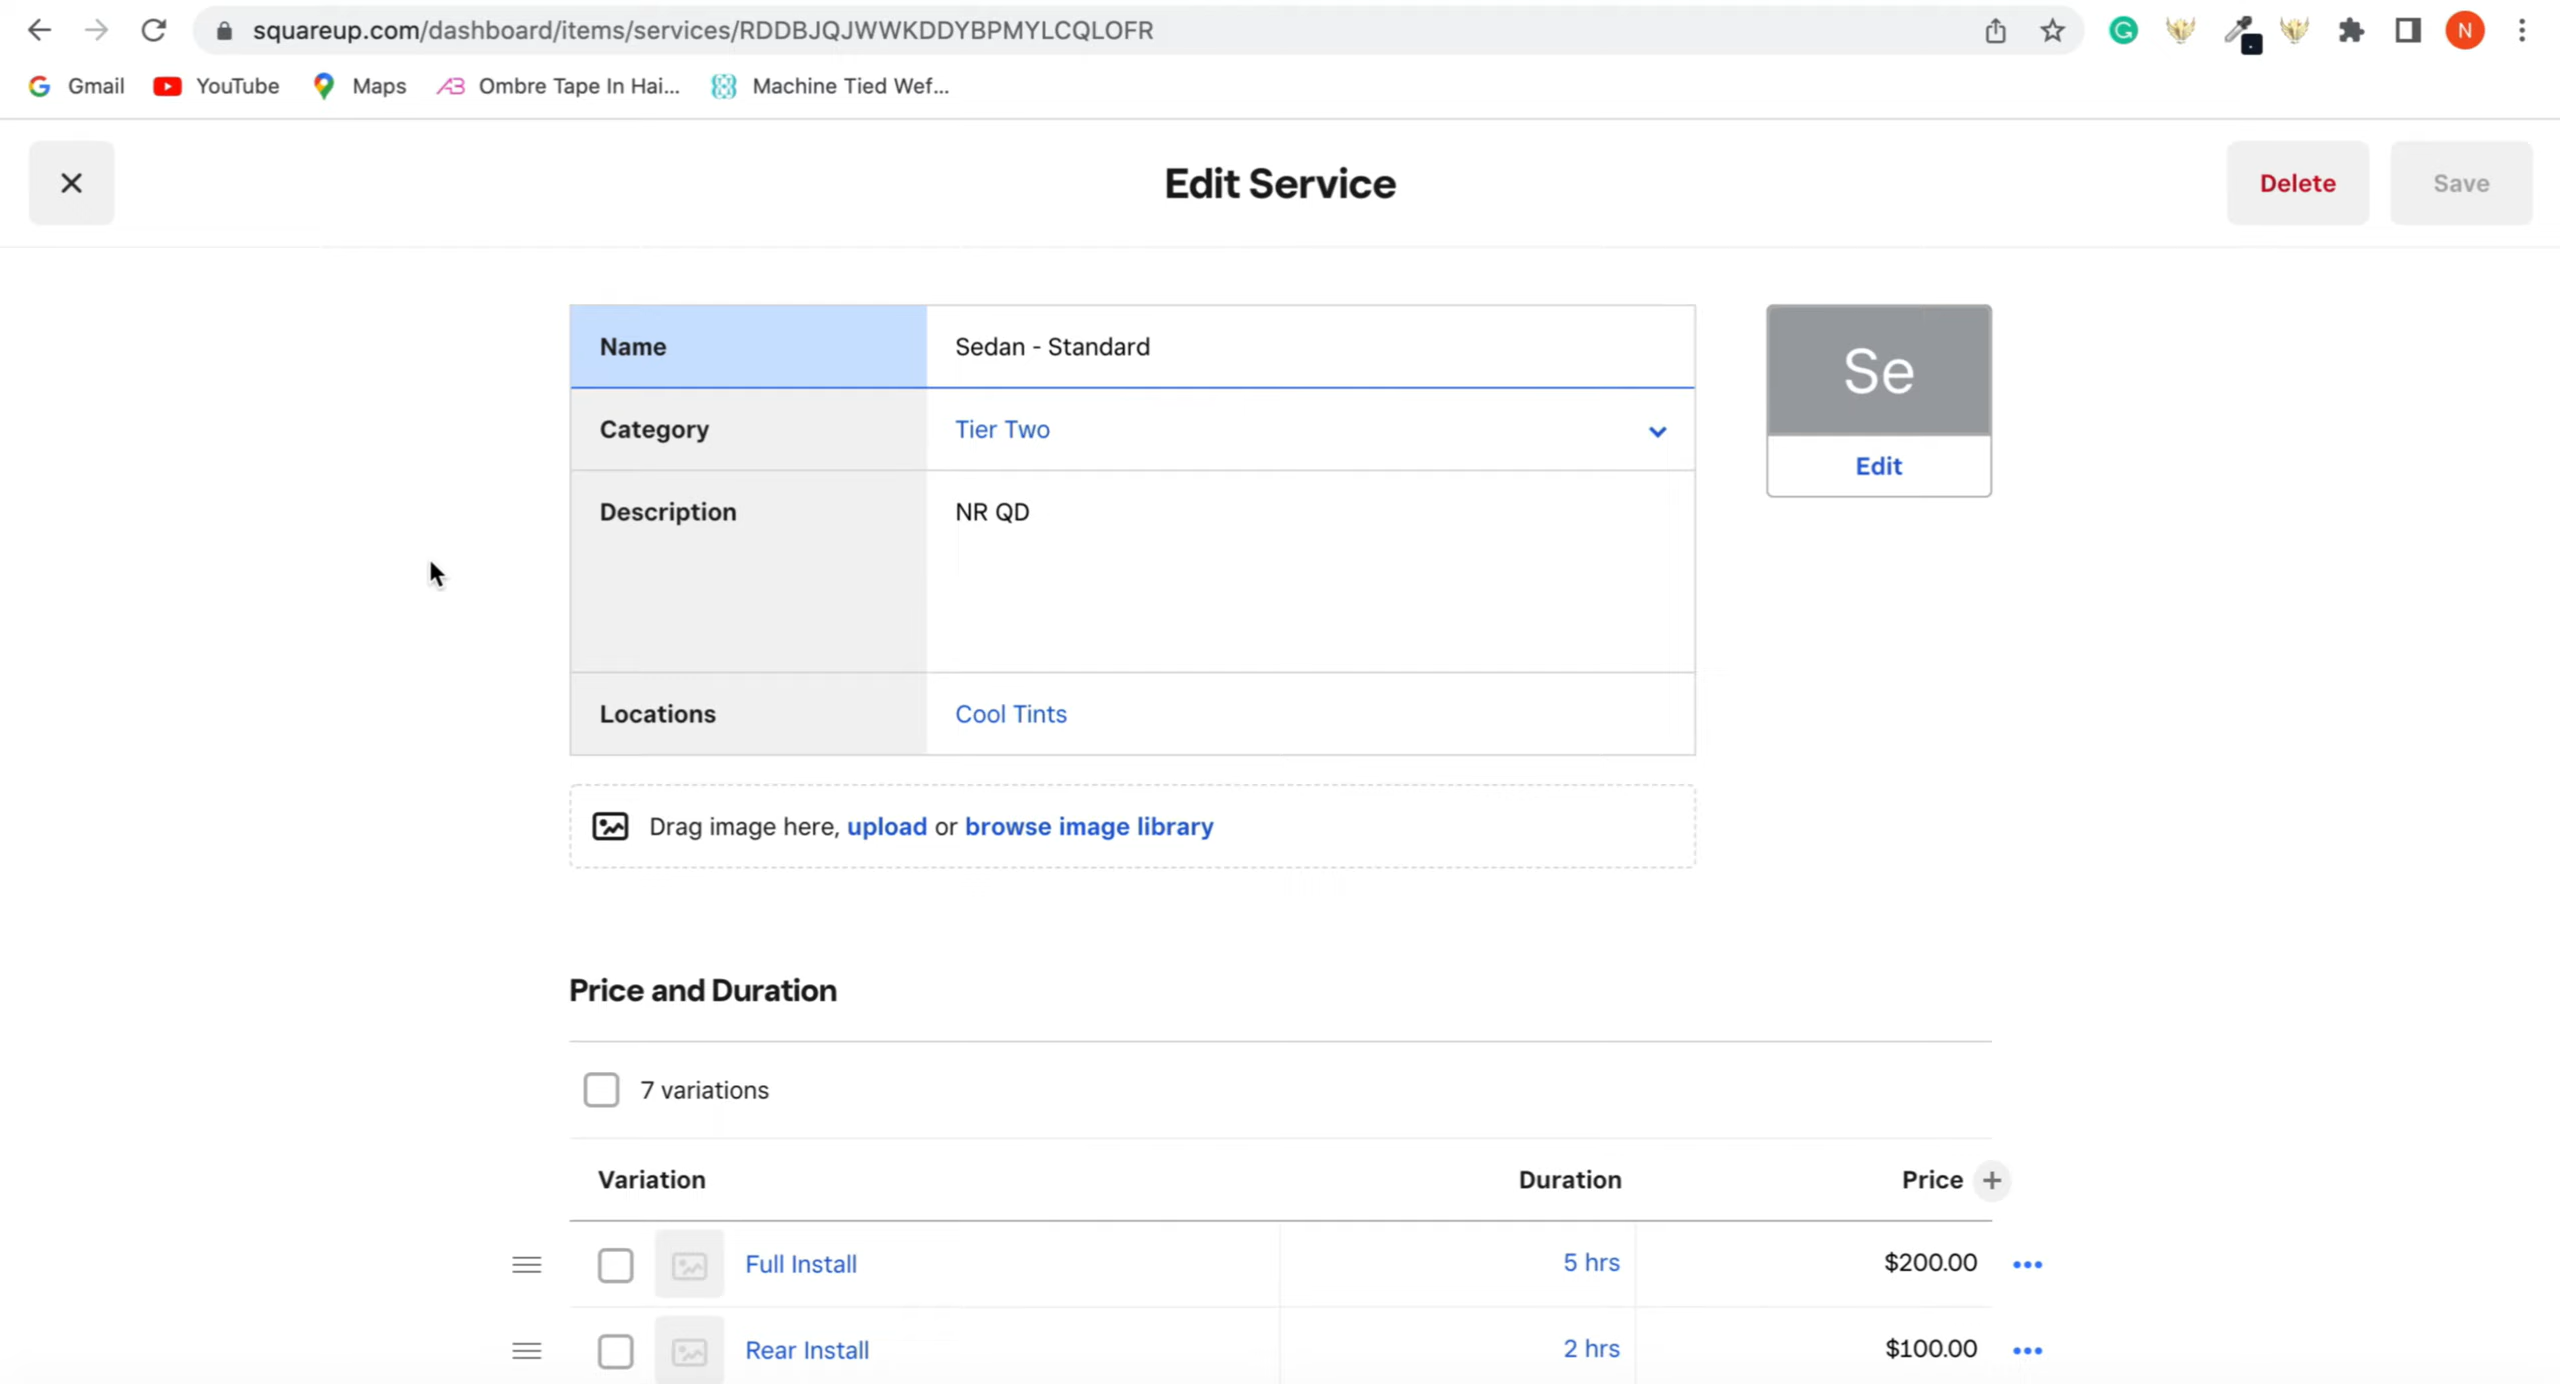 squareup.com/dashboard/items/services/RDDBJQJWWKDDYBPMYLCQLOFR
N
Gmail YouTube Maps Ombre Tape In Hai... Machine Tied Wef...
Edit Service
Delete Save
Name Sedan - Standard
Se
Category Tier Two
Edit
Description NR QD
Locations Cool Tints
Drag image here, upload or browse image library
Price and Duration
7 variations
Variation Duration Price +
Full Install 5 hrs $200.00
Rear Install 2 hrs $100.00